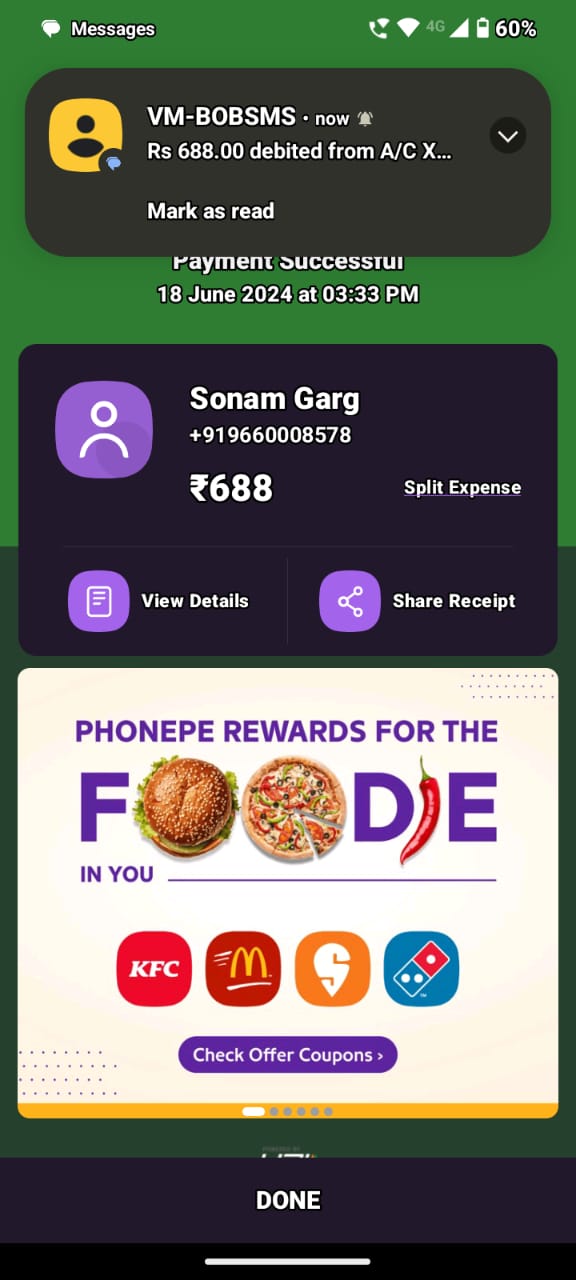 Messages
4G
60%
VM-BOBSMS • now
Rs 688.00 debited from A/C X...
Mark as read
Payment Successful
18 June 2024 at 03:33 PM
Sonam Garg
+919660008578
₹688
Split Expense
View Details
Share Receipt
PHONEPE REWARDS FOR THE
FOODIE
IN YOU
KFC
M
Check Offer Coupons ›
POWERED BY
DONE